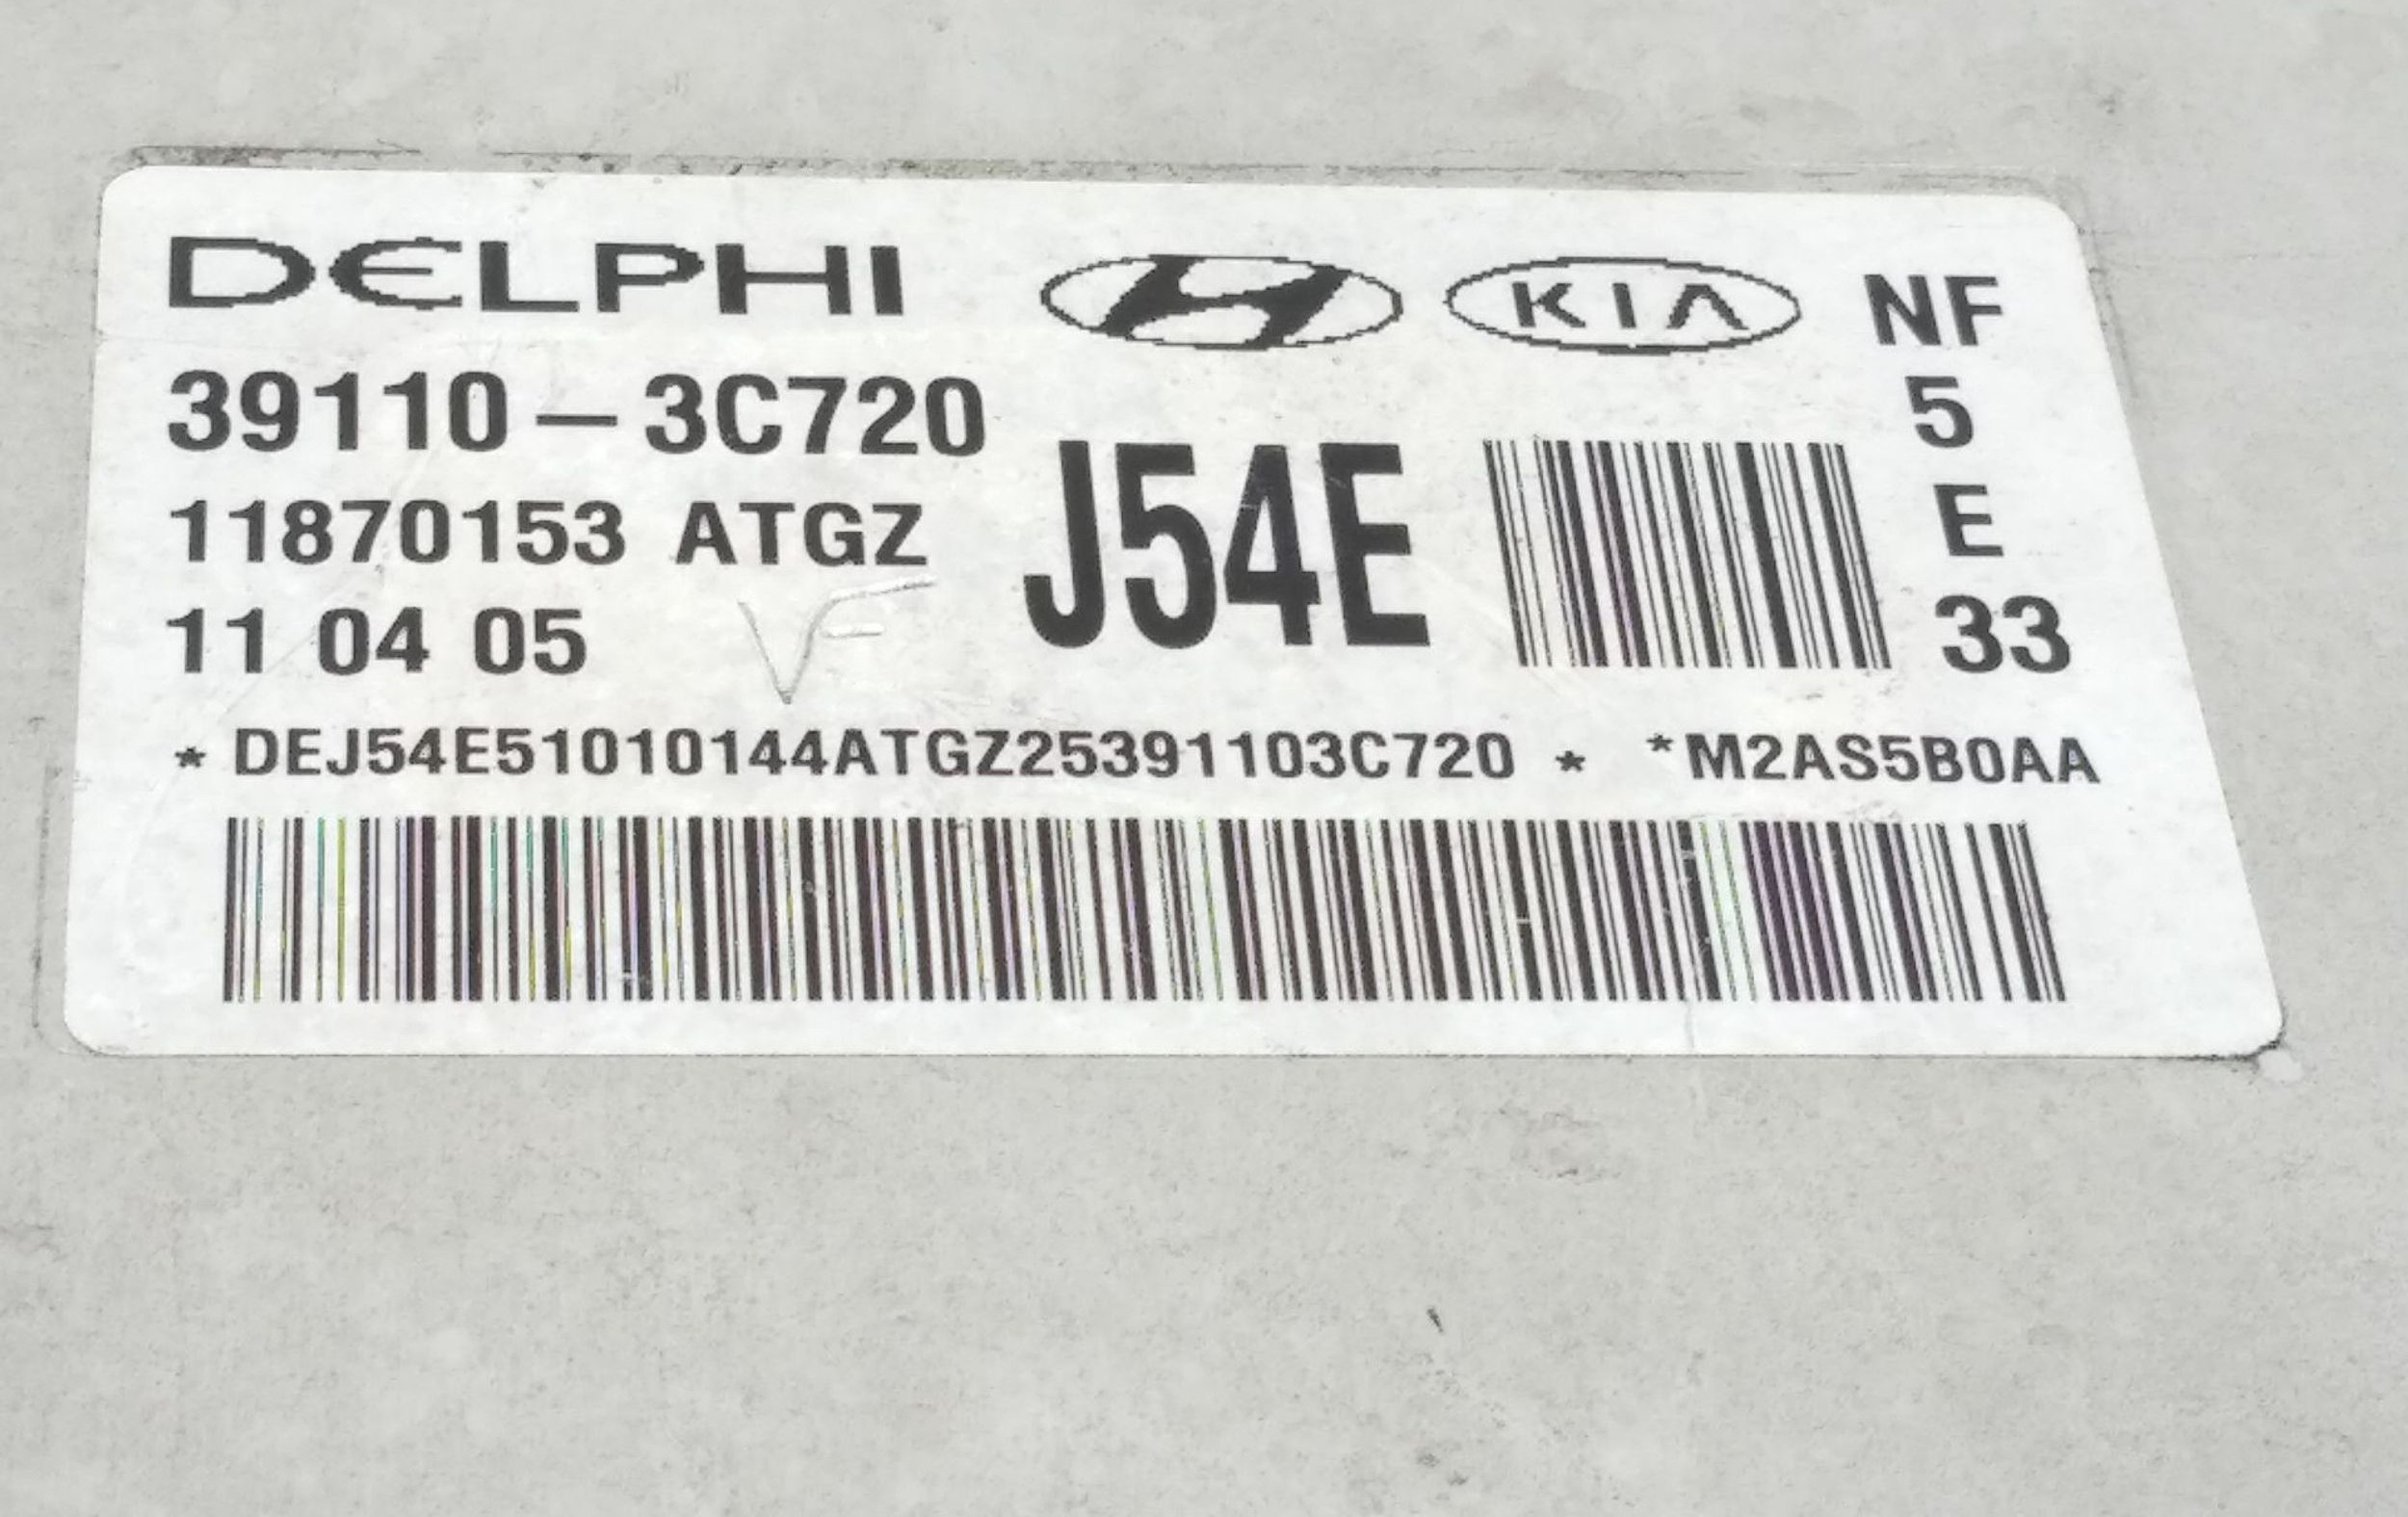 DELPHI KIA NF
39110-3C720 5
11870153 ATGZ J54E E
11 04 05 33
* DEJ54E51010144ATGZ25391103C720 * *M2AS5B0AA